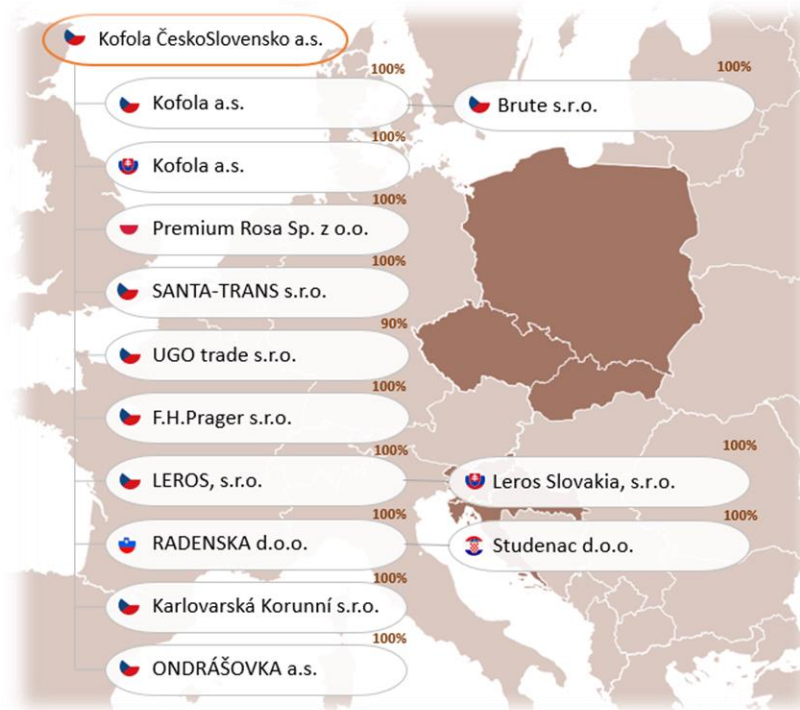 Kofola ČeskoSlovensko a.s.
100%
Kofola a.s.
100%
Brute s.r.o.
100%
Kofola a.s.
100%
Premium Rosa Sp. z o.o.
100%
SANTA-TRANS s.r.o.
90%
UGO trade s.r.o.
100%
F.H.Prager s.r.o.
100%
LEROS, s.r.o.
100%
Leros Slovakia, s.r.o.
100%
RADENSKA d.o.o.
100%
Studenac d.o.o.
100%
Karlovarská Korunní s.r.o.
100%
ONDRÁŠOVKA a.s.